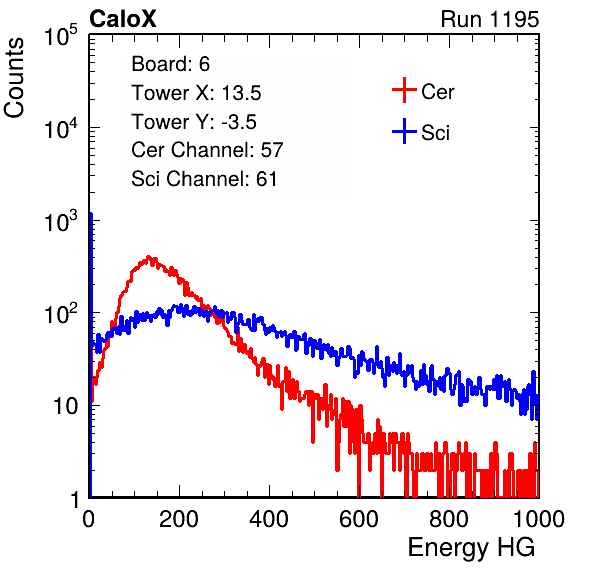 CaloX Run 1195
Counts
Board: 6
Tower X: 13.5
Tower Y: -3.5
Cer Channel: 57
Sci Channel: 61
Cer
Sci
10^5
10^4
10^3
10^2
10
1
0 200 400 600 800 1000
Energy HG